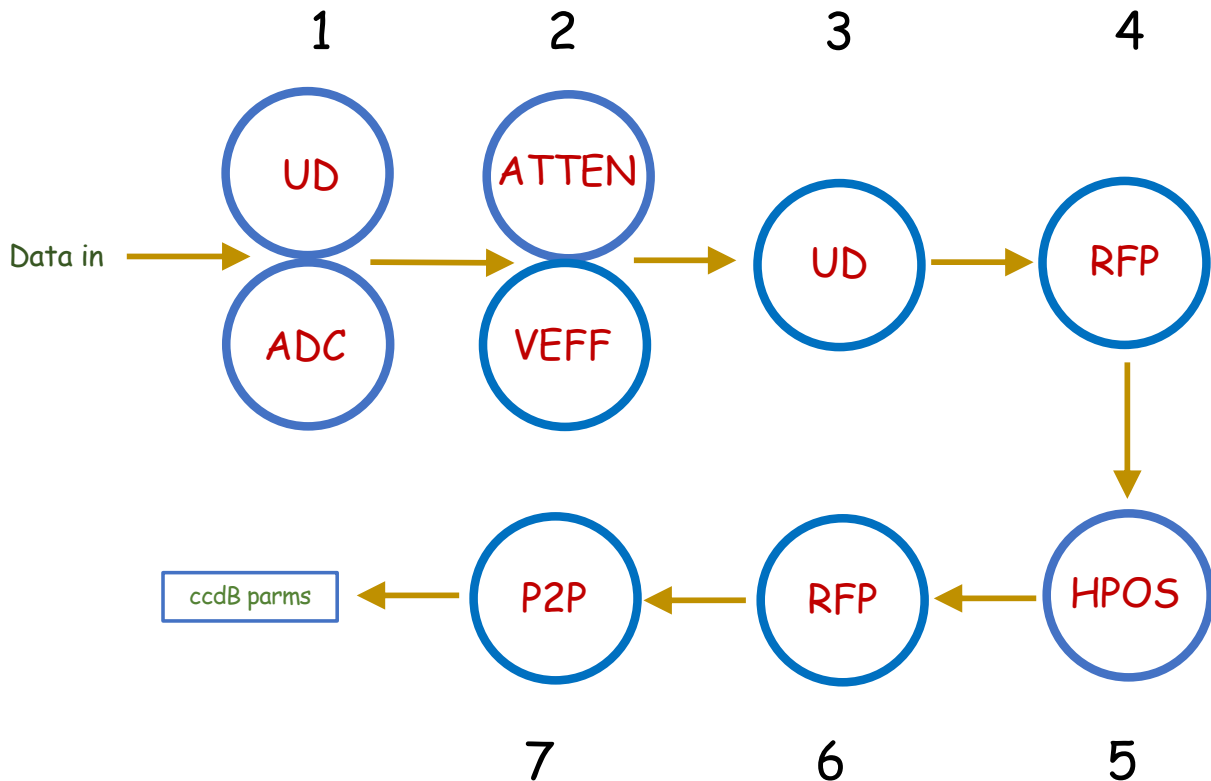 1 2 3 4
UD ATTEN
Data in UD RFP
ADC VEFF
ccdB parms P2P RFP HPOS
7 6 5